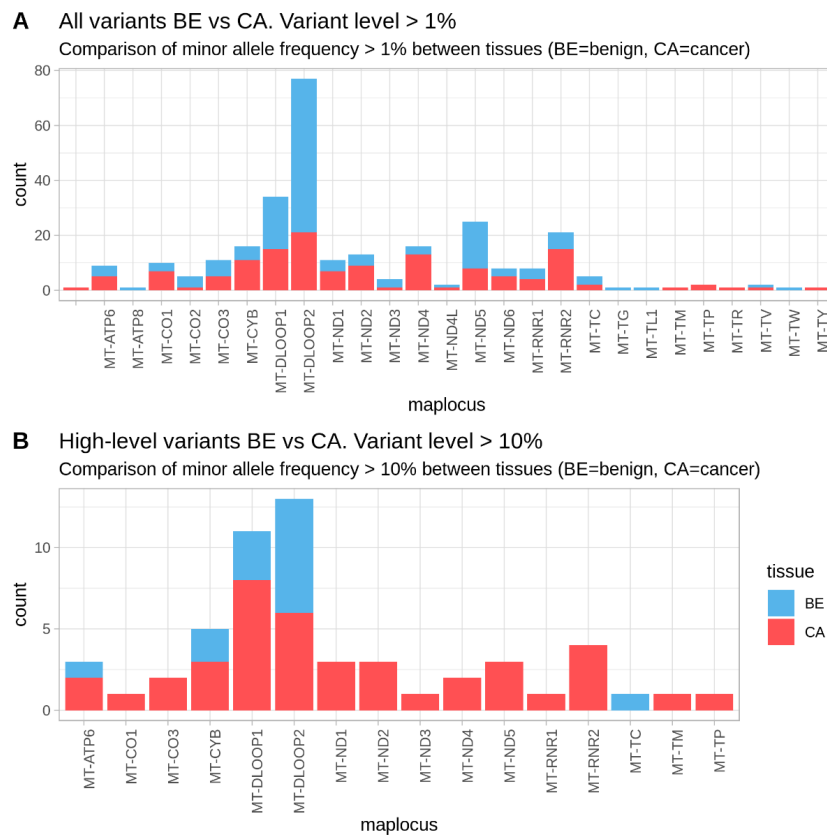 A All variants BE vs CA. Variant level > 1%
Comparison of minor allele frequency > 1% between tissues (BE=benign, CA=cancer)
80
60
40
20
0
count
MT-ATP6
MT-ATP8
MT-CO1
MT-CO2
MT-CO3
MT-CYB
MT-DLOOP1
MT-DLOOP2
MT-ND1
MT-ND2
MT-ND3
MT-ND4
MT-ND4L
MT-ND5
MT-ND6
MT-RNR1
MT-RNR2
MT-TC
MT-TG
MT-TL1
MT-TM
MT-TP
MT-TR
MT-TV
MT-TW
MT-TY
maplocus
B High-level variants BE vs CA. Variant level > 10%
Comparison of minor allele frequency > 10% between tissues (BE=benign, CA=cancer)
10
5
0
count
MT-ATP6
MT-CO1
MT-CO3
MT-CYB
MT-DLOOP1
MT-DLOOP2
MT-ND1
MT-ND2
MT-ND3
MT-ND4
MT-ND5
MT-RNR1
MT-RNR2
MT-TC
MT-TM
MT-TP
maplocus
tissue
BE
CA